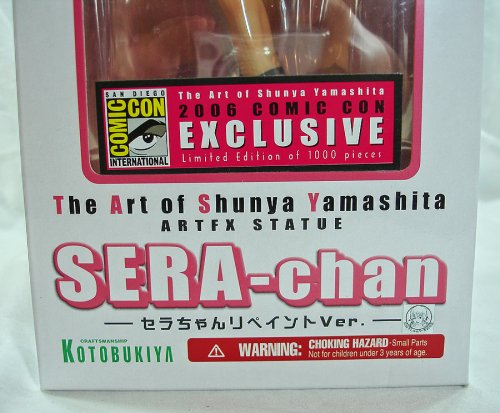 SAN DIEGO
COMIC CON
INTERNATIONAL
The Art of Shunya Yamashita
2006 COMIC CON
EXCLUSIVE
Limited Edition of 1000 pieces
The Art of Shunya Yamashita
ARTFX STATUE
SERA-chan
セラちゃんリペイントVer.
CRAFTSMANSHIP
KOTOBUKIYA
WARNING: CHOKING HAZARD-Small Parts
Not for children under 3 years of age.